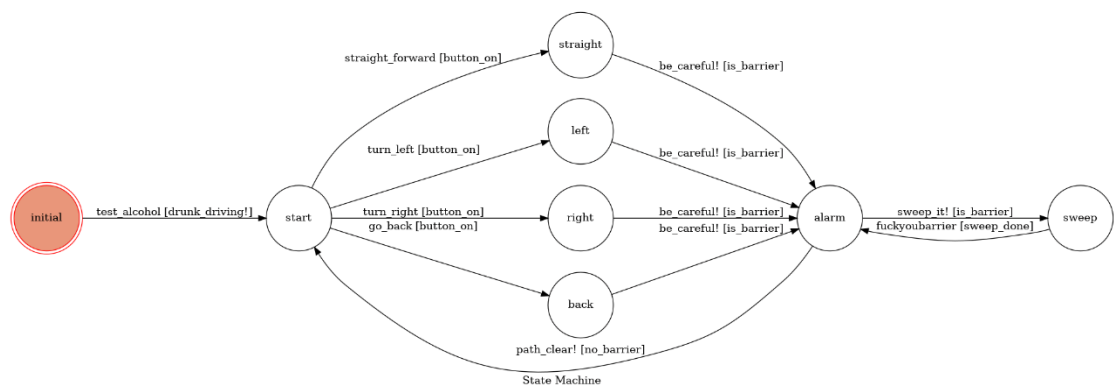 straight
straight_forward [button_on]
be_careful! [is_barrier]
left
turn_left [button_on]
be_careful! [is_barrier]
initial
test_alcohol [drunk_driving!]
start
turn_right [button_on]
go_back [button_on]
right
be_careful! [is_barrier]
be_careful! [is_barrier]
alarm
sweep_it! [is_barrier]
fuckyoubarrier [sweep_done]
sweep
back
path_clear! [no_barrier]
State Machine